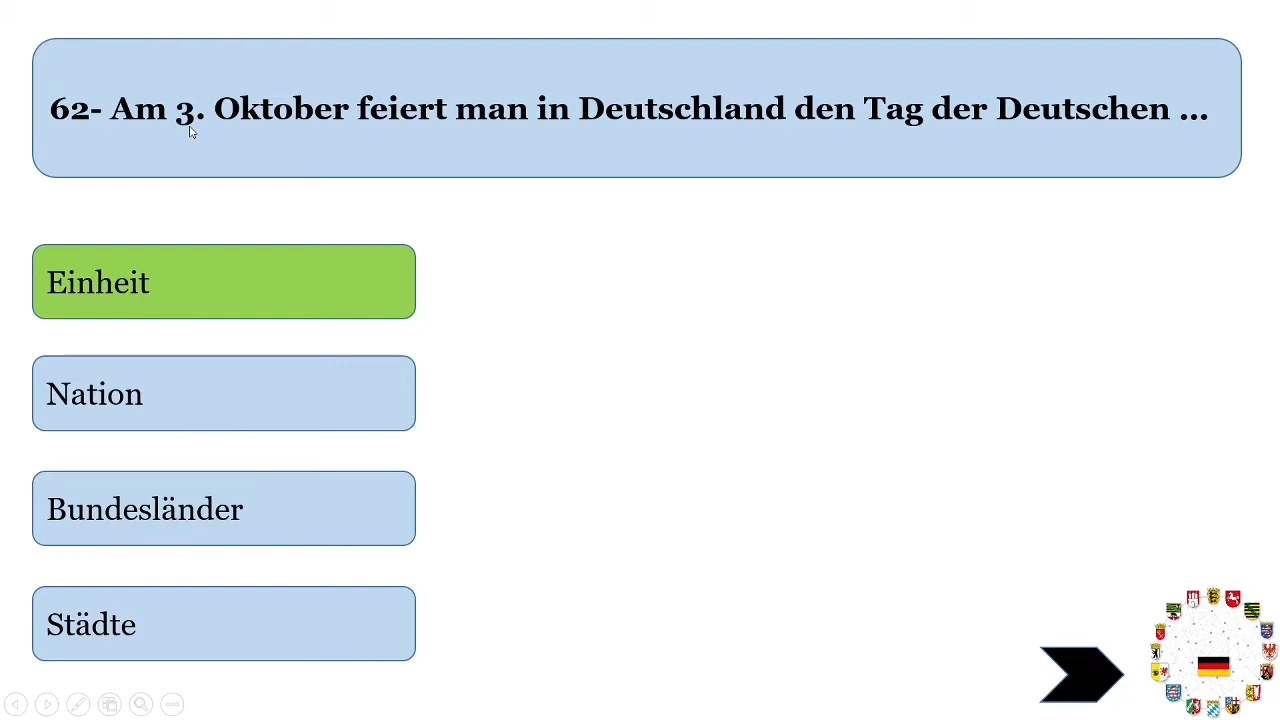 62- Am 3. Oktober feiert man in Deutschland den Tag der Deutschen ...
Einheit
Nation
Bundesländer
Städte